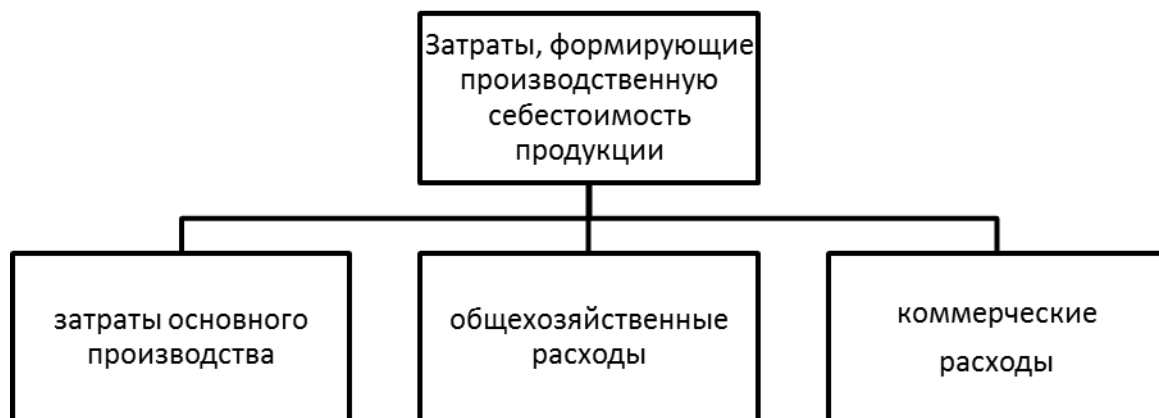 Затраты, формирующие
производственную
себестоимость
продукции
затраты основного
производства
общехозяйственные
расходы
коммерческие
расходы